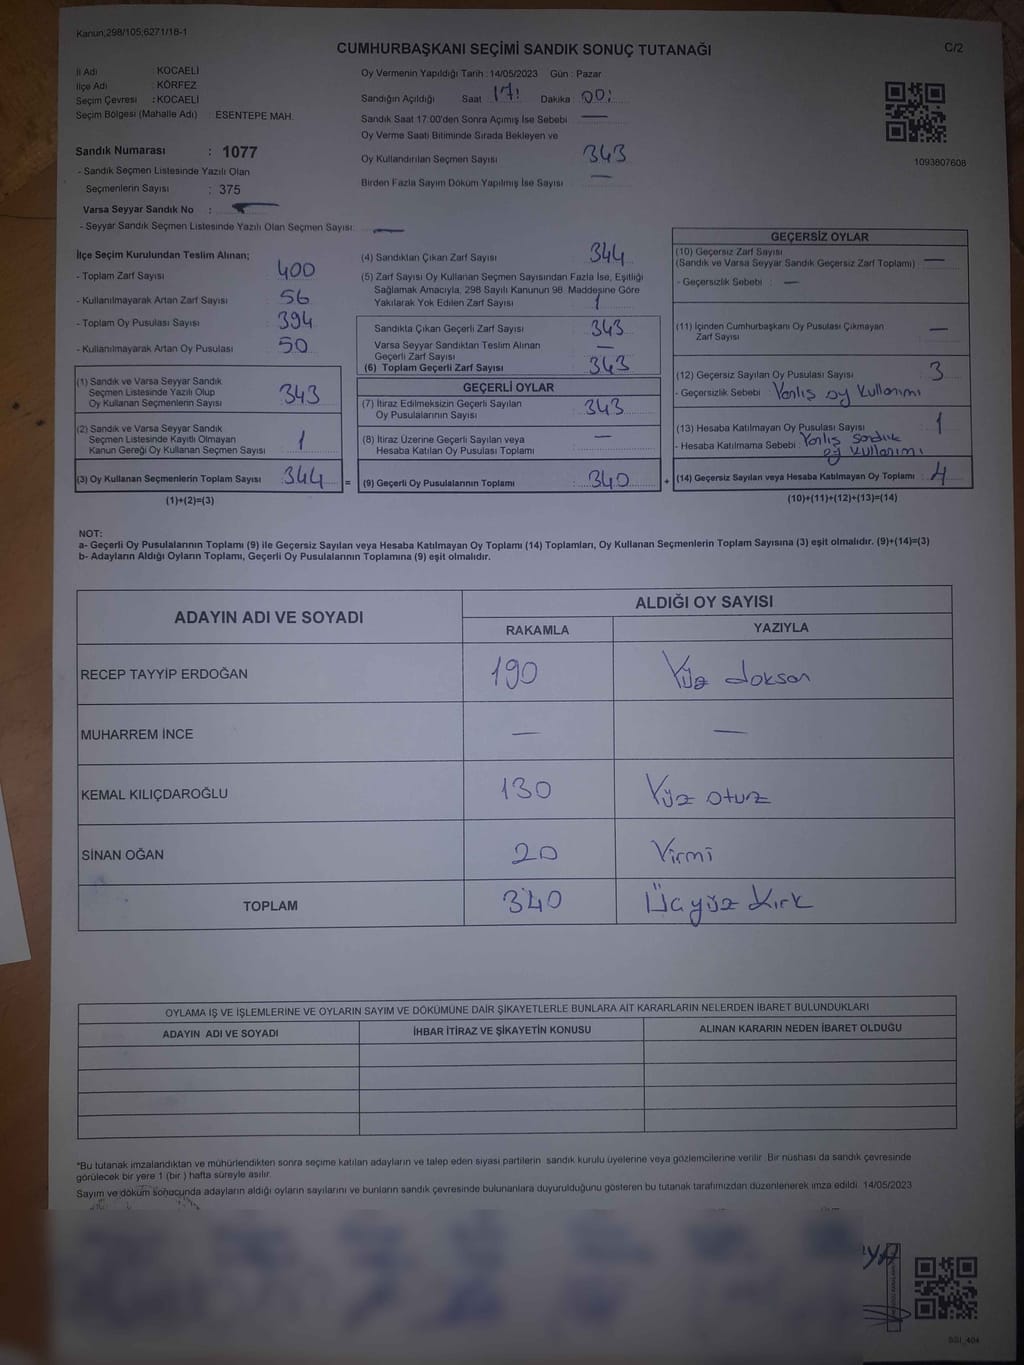 Kanun;298/105;6271/18-1
CUMHURBAŞKANI SEÇİMİ SANDIK SONUÇ TUTANAĞI
C/2
İl Adı : KOCAELİ
İlçe Adı : KÖRFEZ
Seçim Çevresi : KOCAELİ
Seçim Bölgesi (Mahalle Adı) ESENTEPE MAH.
Sandık Numarası : 1077
- Sandık Seçmen Listesinde Yazılı Olan
Seçmenlerin Sayısı : 375
Varsa Seyyar Sandık No :
- Seyyar Sandık Seçmen Listesinde Yazılı Olan Seçmen Sayısı: —
Oy Vermenin Yapıldığı Tarih : 14/05/2023 Gün : Pazar
Sandığın Açıldığı Saat 17: Dakika 00:
Sandık Saat 17:00'den Sonra Açımış İse Sebebi —
Oy Verme Saati Bitiminde Sırada Bekleyen ve
Oy Kullandırılan Seçmen Sayısı 343
Birden Fazla Sayım Döküm Yapılmış İse Sayısı —
1093807608
İlçe Seçim Kurulundan Teslim Alınan;
- Toplam Zarf Sayısı 400
- Kullanılmayarak Artan Zarf Sayısı 56
- Toplam Oy Pusulası Sayısı 394
- Kullanılmayarak Artan Oy Pusulası 50
(1) Sandık ve Varsa Seyyar Sandık
Seçmen Listesinde Yazılı Olup
Oy Kullanan Seçmenlerin Sayısı 343
(2) Sandık ve Varsa Seyyar Sandık
Seçmen Listesinde Kayıtlı Olmayan
Kanun Gereği Oy Kullanan Seçmen Sayısı 1
(3) Oy Kullanan Seçmenlerin Toplam Sayısı 344 =
(1)+(2)=(3)
(4) Sandıktan Çıkan Zarf Sayısı 344
(5) Zarf Sayısı Oy Kullanan Seçmen Sayısından Fazla İse, Eşitliği
Sağlamak Amacıyla, 298 Sayılı Kanunun 98. Maddesine Göre
Yakılarak Yok Edilen Zarf Sayısı 1
Sandıkta Çıkan Geçerli Zarf Sayısı 343
Varsa Seyyar Sandıktan Teslim Alınan
Geçerli Zarf Sayısı —
(6) Toplam Geçerli Zarf Sayısı 343
GEÇERLİ OYLAR
(7) İtiraz Edilmeksizin Geçerli Sayılan
Oy Pusulalarının Sayısı 343
(8) İtiraz Üzerine Geçerli Sayılan veya
Hesaba Katılan Oy Pusulası Toplamı —
(9) Geçerli Oy Pusulalarının Toplamı 340 +
GEÇERSİZ OYLAR
(10) Geçersiz Zarf Sayısı
(Sandık ve Varsa Seyyar Sandık Geçersiz Zarf Toplamı) —
- Geçersizlik Sebebi : —
(11) İçinden Cumhurbaşkanı Oy Pusulası Çıkmayan
Zarf Sayısı —
(12) Geçersiz Sayılan Oy Pusulası Sayısı 3
- Geçersizlik Sebebi Yanlış oy kullanımı
(13) Hesaba Katılmayan Oy Pusulası Sayısı 1
- Hesaba Katılmama Sebebi Yanlış sandık
oy kullanımı
(14) Geçersiz Sayılan veya Hesaba Katılmayan Oy Toplamı : 4
(10)+(11)+(12)+(13)=(14)
NOT:
a- Geçerli Oy Pusulalarının Toplamı (9) ile Geçersiz Sayılan veya Hesaba Katılmayan Oy Toplamı (14) Toplamları, Oy Kullanan Seçmenlerin Toplam Sayısına (3) eşit olmalıdır. (9)+(14)=(3)
b- Adayların Aldığı Oyların Toplamı, Geçerli Oy Pusulalarının Toplamına (9) eşit olmalıdır.
ADAYIN ADI VE SOYADI ALDIĞI OY SAYISI
RAKAMLA YAZIYLA
RECEP TAYYİP ERDOĞAN 190 Yüz doksan
MUHARREM İNCE — —
KEMAL KILIÇDAROĞLU 130 Yüz otuz
SİNAN OĞAN 20 Yirmi
TOPLAM 340 Üçyüz kırk
OYLAMA İŞ VE İŞLEMLERİNE VE OYLARIN SAYIM VE DÖKÜMÜNE DAİR ŞİKAYETLERLE BUNLARA AİT KARARLARIN NELERDEN İBARET BULUNDUKLARI
ADAYIN ADI VE SOYADI İHBAR İTİRAZ VE ŞİKAYETİN KONUSU ALINAN KARARIN NEDEN İBARET OLDUĞU
*Bu tutanak imzalandıktan ve mühürlendikten sonra seçime katılan adayların ve talep eden siyasi partilerin sandık kurulu üyelerine veya gözlemcilerine verilir. Bir nüshası da sandık çevresinde
görülecek bir yere 1 (bir ) hafta süreyle asılır.
Sayım ve döküm sonucunda adayların aldığı oyların sayılarını ve bunların sandık çevresinde bulunanlara duyurulduğunu gösteren bu tutanak tarafımızdan düzenlenerek imza edildi. 14/05/2023